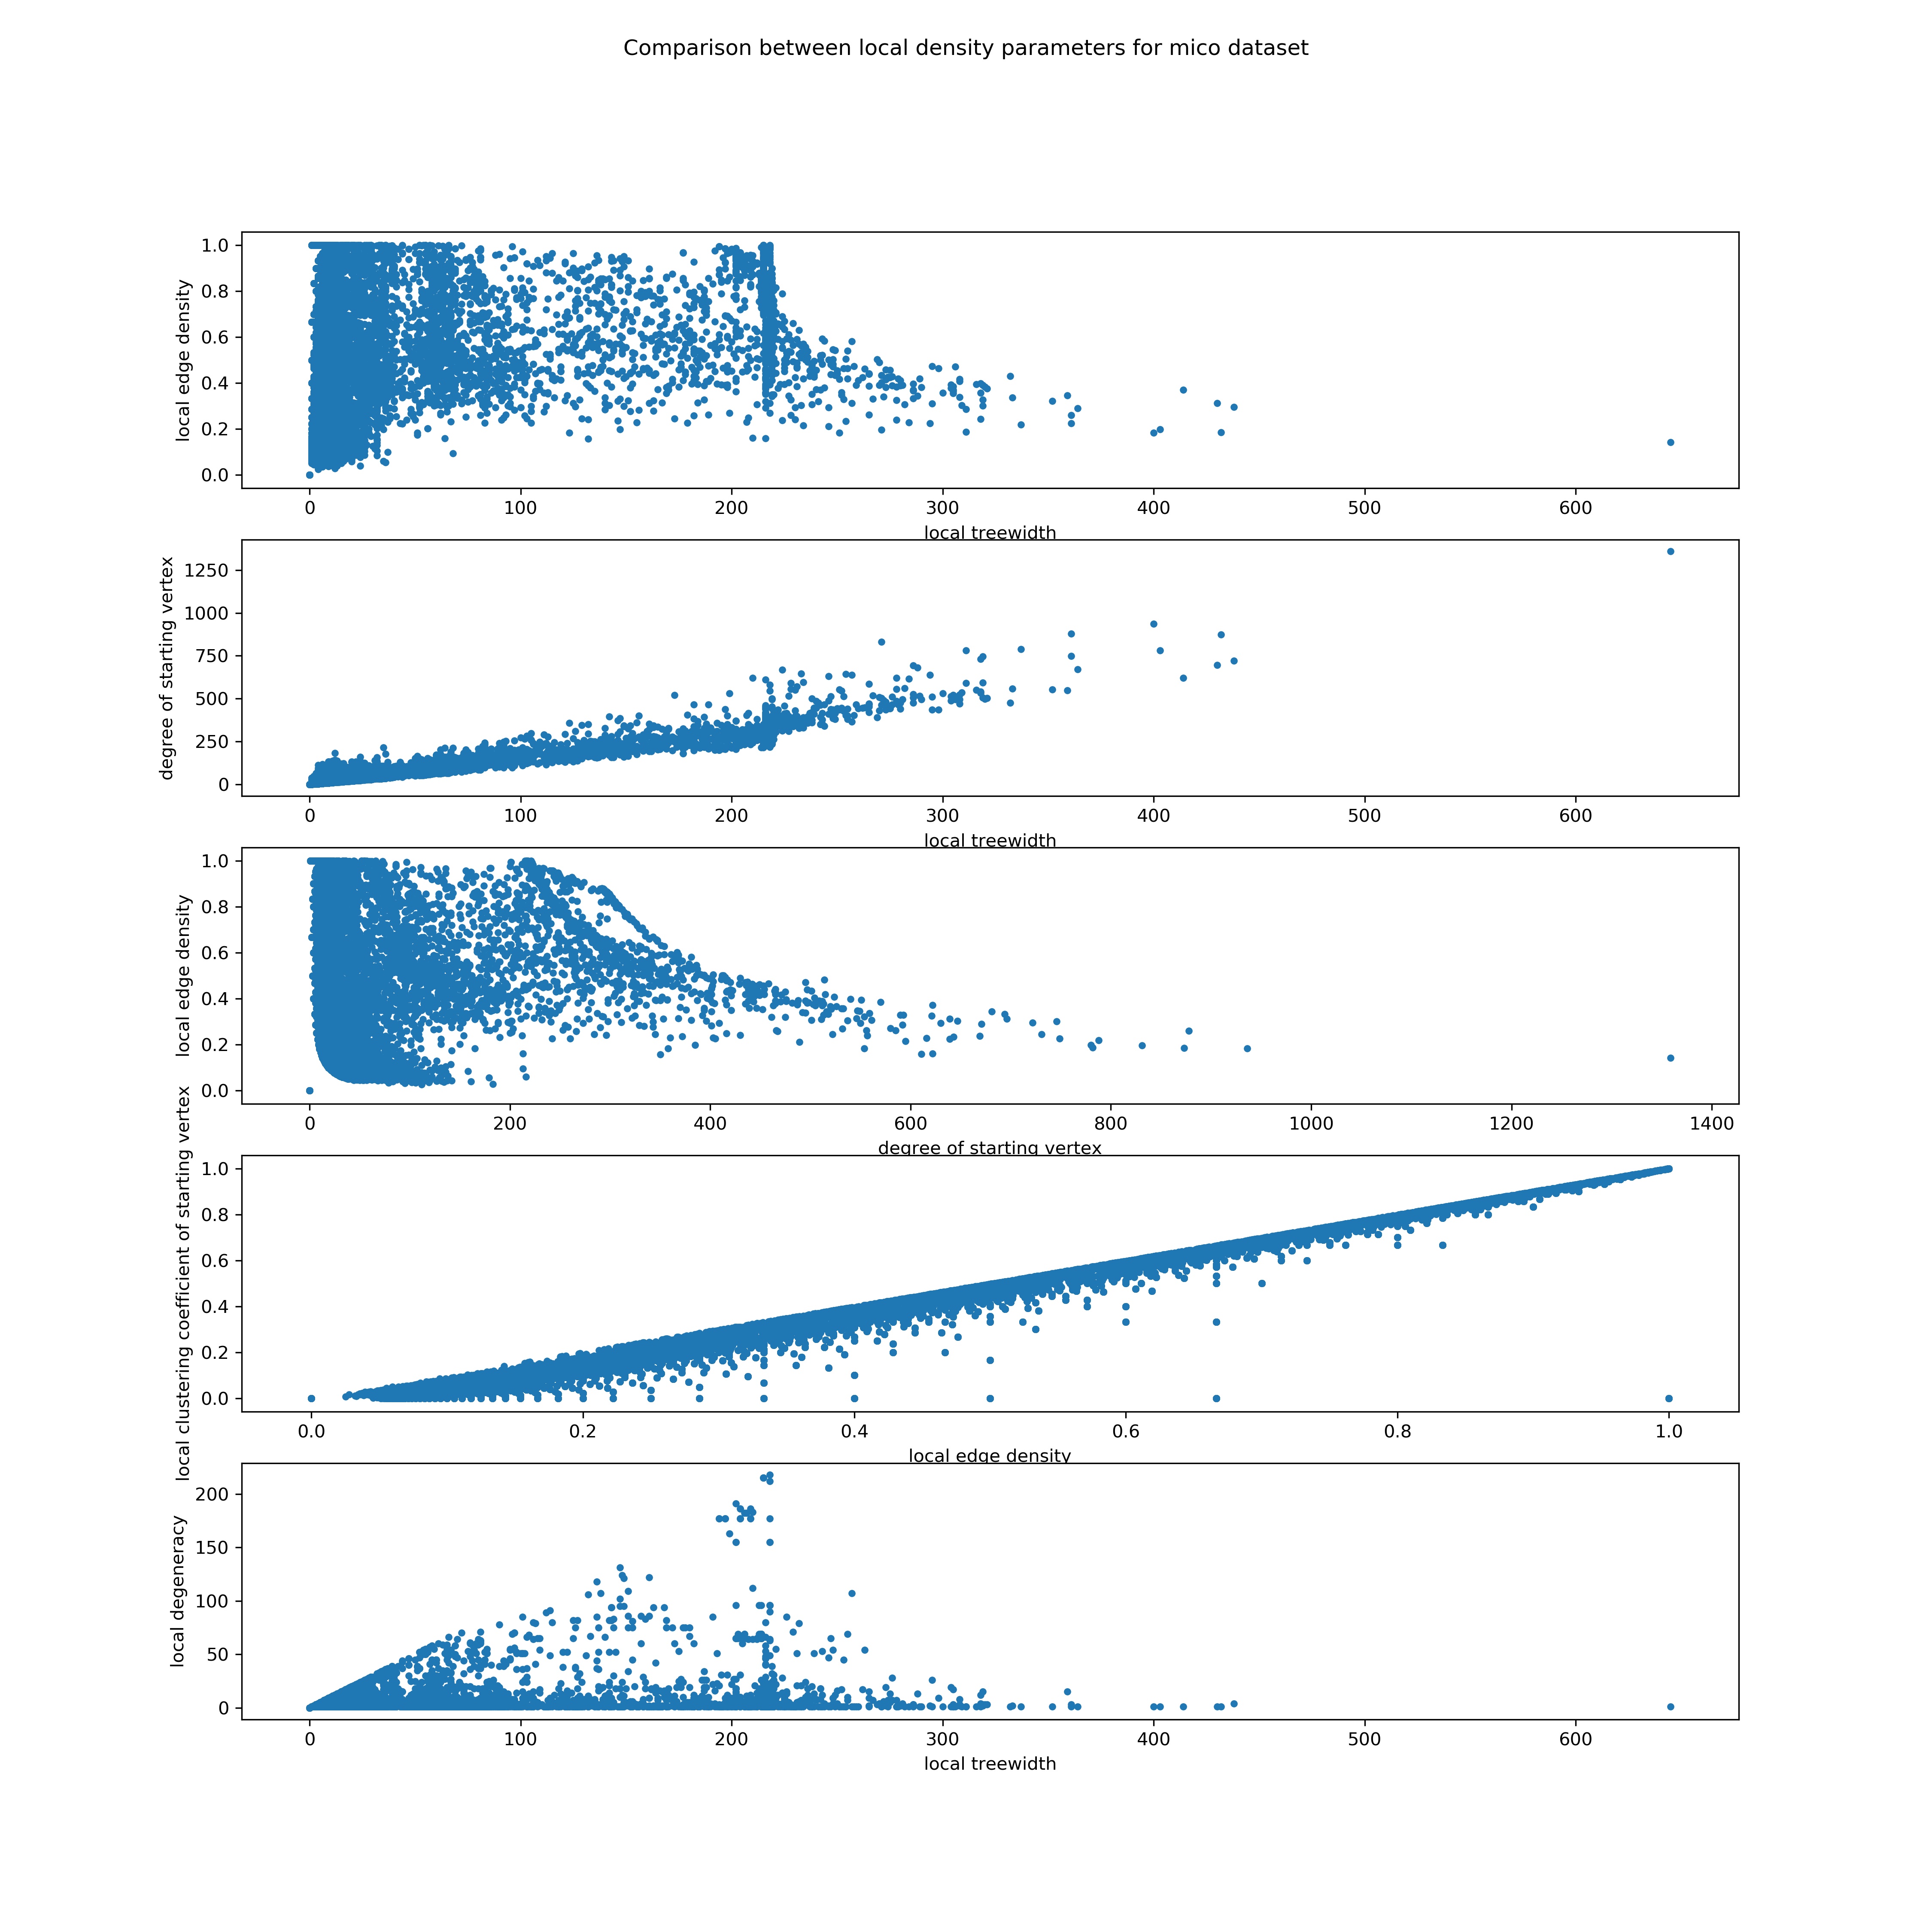 Comparison between local density parameters for mico dataset
local edge density
1.0
0.8
0.6
0.4
0.2
0.0
0 100 200 300 400 500 600
local treewidth
degree of starting vertex
1250
1000
750
500
250
0
0 100 200 300 400 500 600
local treewidth
local edge density
1.0
0.8
0.6
0.4
0.2
0.0
0 200 400 600 800 1000 1200 1400
degree of starting vertex
local clustering coefficient of starting vertex
1.0
0.8
0.6
0.4
0.2
0.0
0.0 0.2 0.4 0.6 0.8 1.0
local edge density
local degeneracy
200
150
100
50
0
0 100 200 300 400 500 600
local treewidth